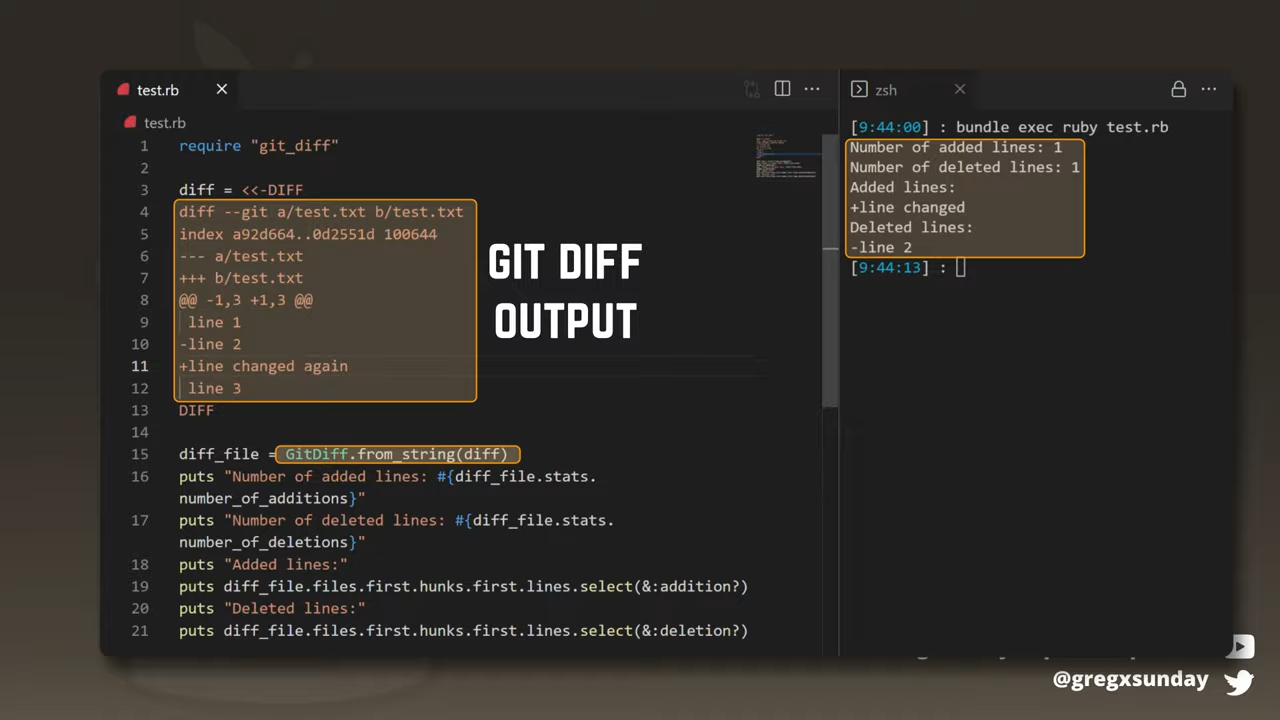 test.rb
test.rb
1 require "git_diff"
2
3 diff = <<-DIFF
4 diff --git a/test.txt b/test.txt
5 index a92d664..0d2551d 100644
6 --- a/test.txt
7 +++ b/test.txt
8 @@ -1,3 +1,3 @@
9  line 1
10 -line 2
11 +line changed again
12  line 3
13 DIFF
14
15 diff_file = GitDiff.from_string(diff)
16 puts "Number of added lines: #{diff_file.stats.
number_of_additions}"
17 puts "Number of deleted lines: #{diff_file.stats.
number_of_deletions}"
18 puts "Added lines:"
19 puts diff_file.files.first.hunks.first.lines.select(&:addition?)
20 puts "Deleted lines:"
21 puts diff_file.files.first.hunks.first.lines.select(&:deletion?)
GIT DIFF
OUTPUT
zsh
[9:44:00] : bundle exec ruby test.rb
Number of added lines: 1
Number of deleted lines: 1
Added lines:
+line changed
Deleted lines:
-line 2
[9:44:13] :
@gregxsunday